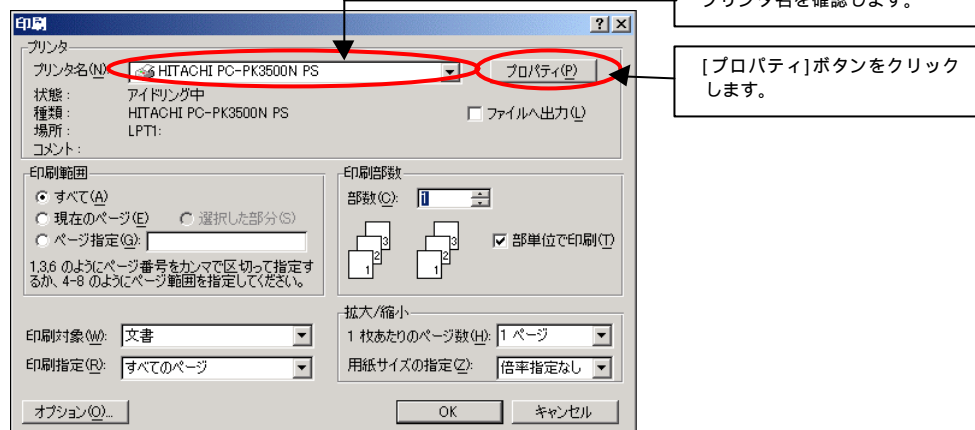 プリンタ名を確認します。
印刷
プリンタ
プリンタ名(N): HITACHI PC-PK3500N PS プロパティ(P)
[プロパティ]ボタンをクリック
します。
状態： アイドリング中
種類： HITACHI PC-PK3500N PS ファイルへ出力(L)
場所： LPT1:
コメント：
印刷範囲
すべて(A)
現在のページ(E) 選択した部分(S)
ページ指定(G):
1,3,6 のようにページ番号をカンマで区切って指定す
るか、4-8 のようにページ範囲を指定してください。
印刷部数
部数(C): 1
3 3
2 2
1 1
部単位で印刷(T)
印刷対象(W): 文書
印刷指定(R): すべてのページ
拡大/縮小
1 枚あたりのページ数(H): 1 ページ
用紙サイズの指定(Z): 倍率指定なし
オプション(O)... OK キャンセル